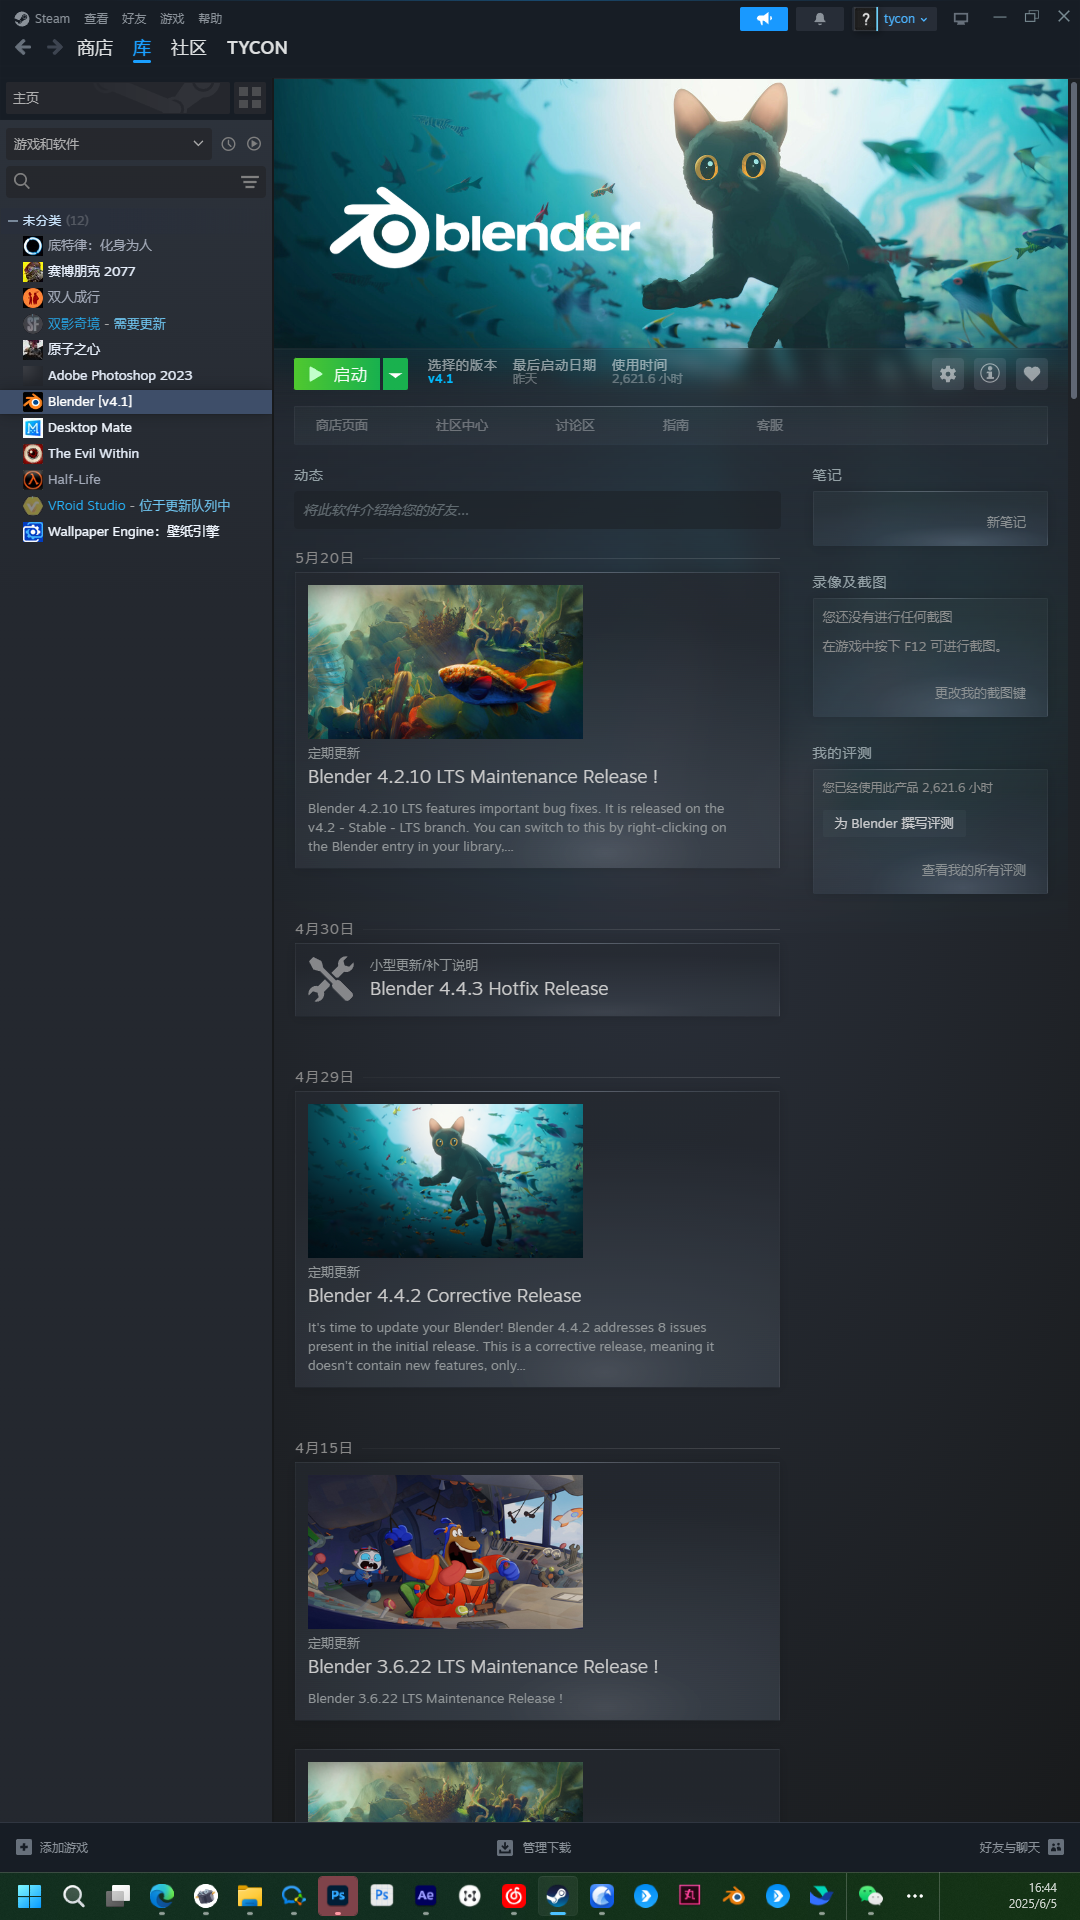 Steam 查看 好友 游戏 帮助
? tycon
商店 库 社区 TYCON
主页
游戏和软件
未分类 (12)
底特律：化身为人
赛博朋克 2077
双人成行
双影奇境 - 需要更新
原子之心
Adobe Photoshop 2023
Blender [v4.1]
Desktop Mate
The Evil Within
Half-Life
VRoid Studio - 位于更新队列中
Wallpaper Engine：壁纸引擎
blender
启动
选择的版本 最后启动日期 使用时间
v4.1 昨天 2,621.6 小时
商店页面 社区中心 讨论区 指南 客服
动态
将此软件介绍给您的好友...
5月20日
定期更新
Blender 4.2.10 LTS Maintenance Release !
Blender 4.2.10 LTS features important bug fixes. It is released on the
v4.2 - Stable - LTS branch. You can switch to this by right-clicking on
the Blender entry in your library,...
4月30日
小型更新/补丁说明
Blender 4.4.3 Hotfix Release
4月29日
定期更新
Blender 4.4.2 Corrective Release
It's time to update your Blender! Blender 4.4.2 addresses 8 issues
present in the initial release. This is a corrective release, meaning it
doesn't contain new features, only...
4月15日
定期更新
Blender 3.6.22 LTS Maintenance Release !
Blender 3.6.22 LTS Maintenance Release !
笔记
新笔记
录像及截图
您还没有进行任何截图
在游戏中按下 F12 可进行截图。
更改我的截图键
我的评测
您已经使用此产品 2,621.6 小时
为 Blender 撰写评测
查看我的所有评测
添加游戏
管理下载
好友与聊天
Ps
Ps
Ae
16:44
2025/6/5